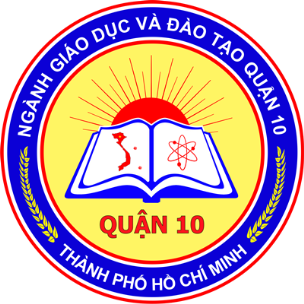 NGÀNH GIÁO DỤC VÀ ĐÀO TẠO QUẬN 10
QUẬN 10
THÀNH PHỐ HỒ CHÍ MINH